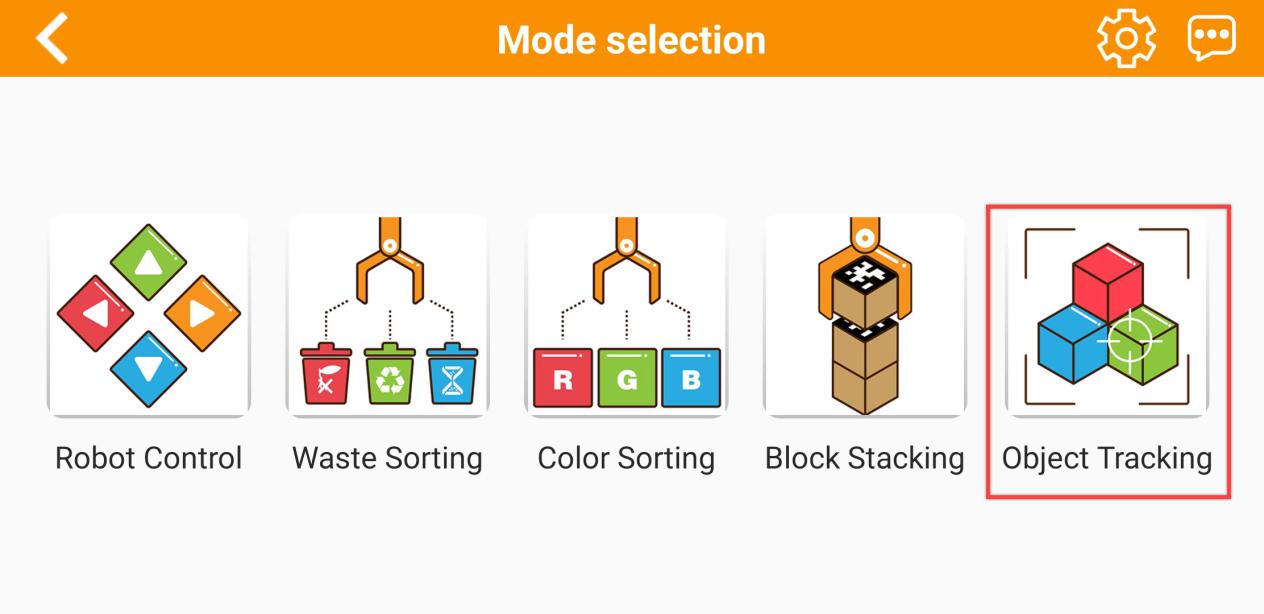 Mode selection
R G B
Robot Control
Waste Sorting
Color Sorting
Block Stacking
Object Tracking